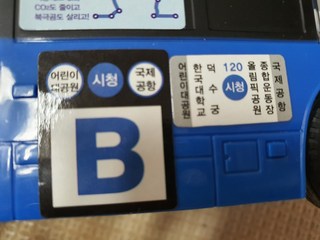 CO₂도 줄이고
북극곰도 살리고!
어린이
대공원
시청
국제
공항
B
어린이대공원
한국대학교
덕수궁
120
시청
올림픽공원
종합운동장
국제공항